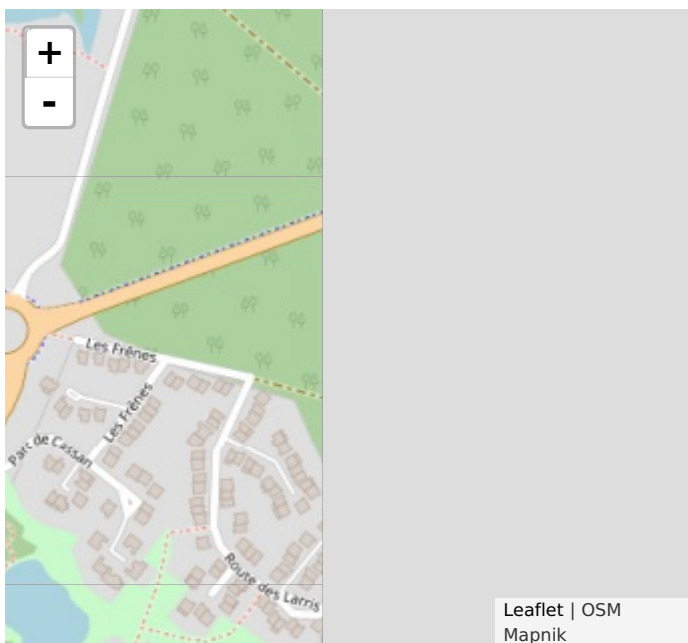 +
-
Les Frênes
Les Frênes
Parc de Cassan
Route des Larris
Leaflet | OSM
Mapnik